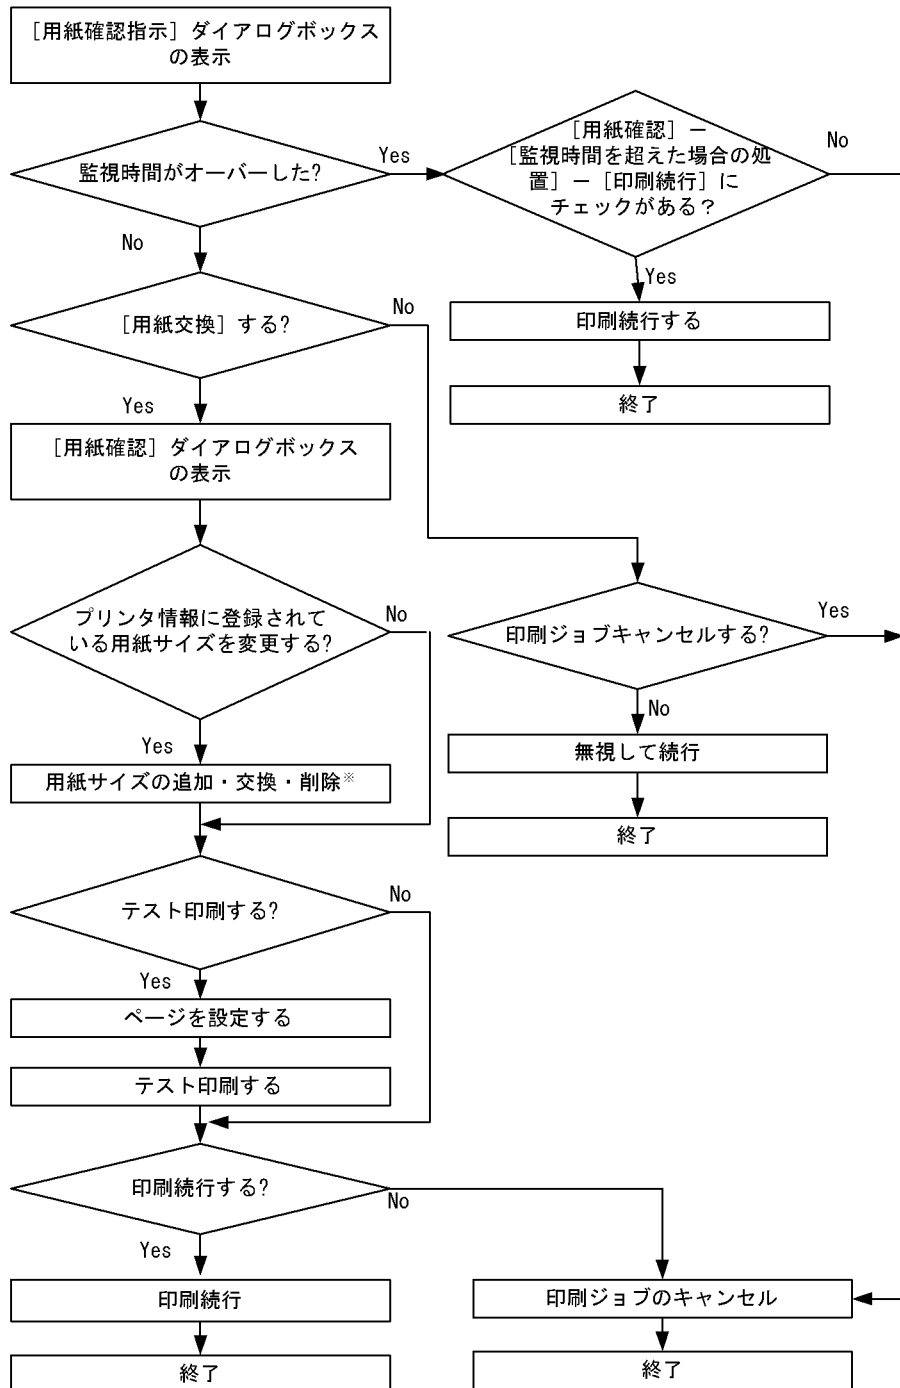 ［用紙確認指示］ダイアログボックス
の表示
監視時間がオーバーした?
Yes
［用紙確認］－
［監視時間を超えた場合の処
置］－［印刷続行］に
チェックがある？
No
No
Yes
印刷続行する
終了
［用紙交換］する?
No
Yes
［用紙確認］ダイアログボックス
の表示
プリンタ情報に登録されて
いる用紙サイズを変更する?
No
Yes
用紙サイズの追加・交換・削除※
印刷ジョブキャンセルする?
Yes
No
無視して続行
終了
テスト印刷する?
No
Yes
ページを設定する
テスト印刷する
印刷続行する?
No
Yes
印刷続行
終了
印刷ジョブのキャンセル
終了